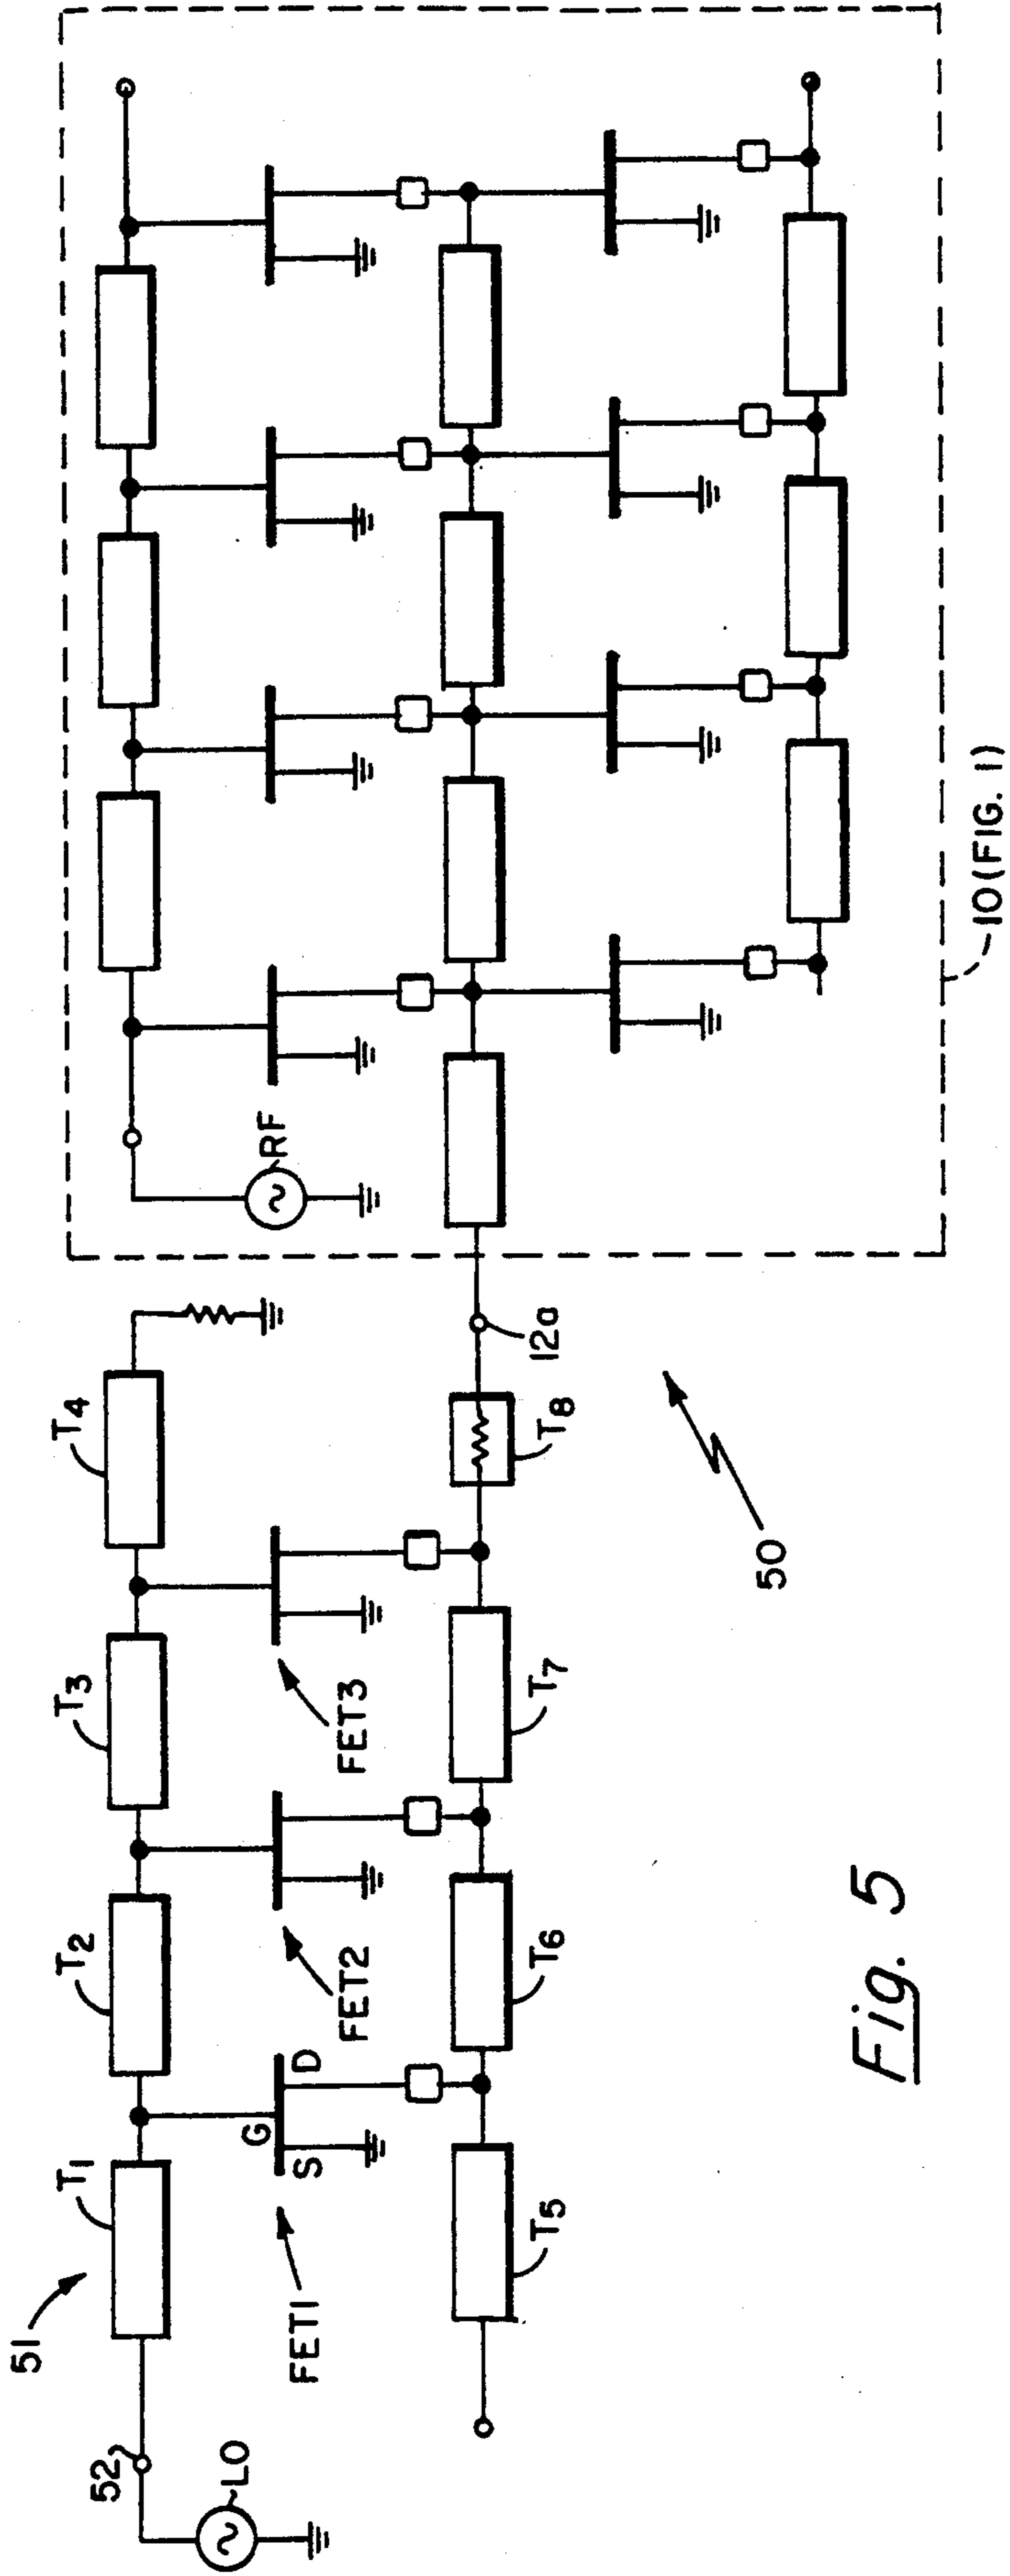 51
52
LO
T1
T2
T3
T4
FET1
G
S
D
FET2
FET3
T5
T6
T7
T8
12a
RF
50
10 (FIG. 1)
Fig. 5